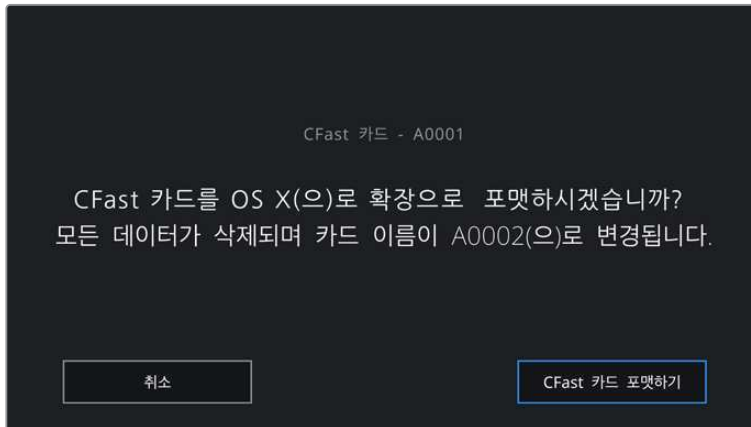 CFast 카드 - A0001
CFast 카드를 OS X(으)로 확장으로 포맷하시겠습니까?
모든 데이터가 삭제되며 카드 이름이 A0002(으)로 변경됩니다.
취소
CFast 카드 포맷하기